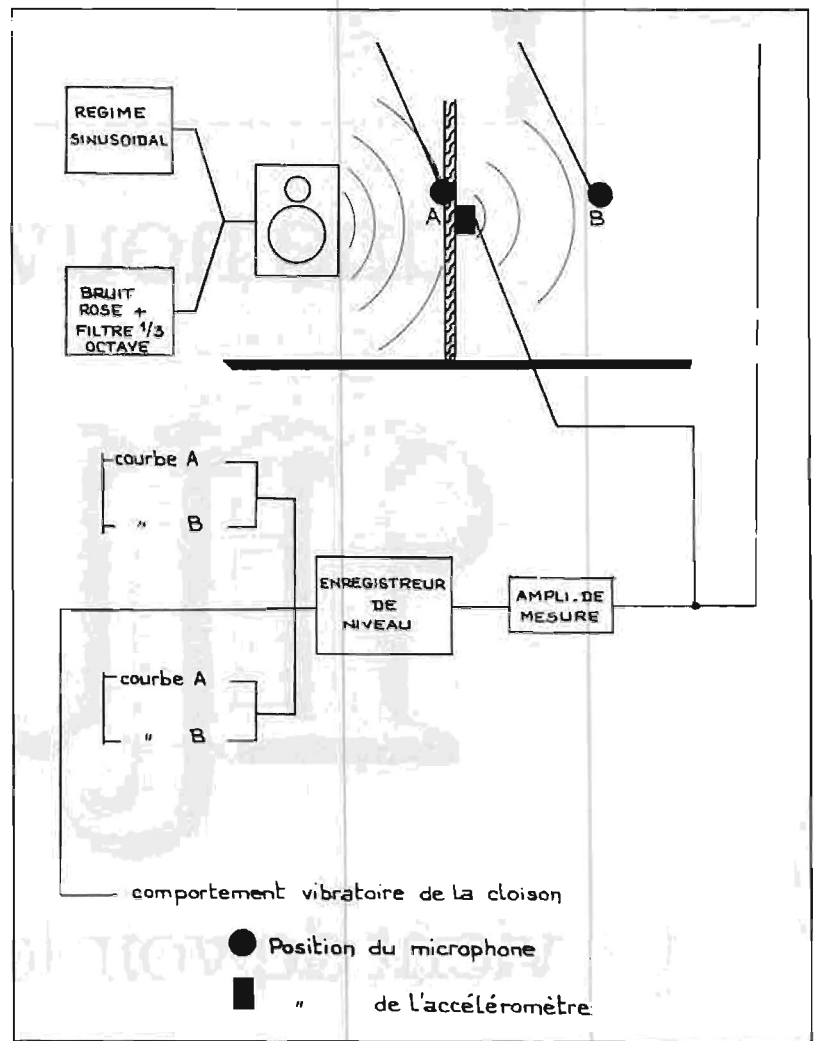 REGIME
SINUSOIDAL
BRUIT
ROSE +
FILTRE 1/3
OCTAVE
A
B
courbe A
" B
ENREGISTREUR
DE
NIVEAU
AMPLI. DE
MESURE
courbe A
" B
comportement vibratoire de la cloison
Position du microphone
" de l'accéléromètre